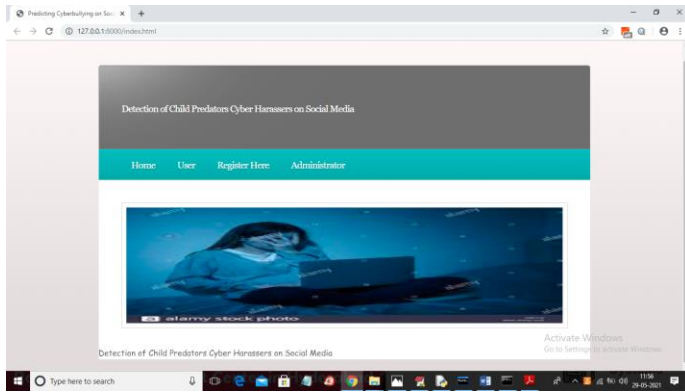 Predicting Cyberbullying on Soc
127.0.0.1:8000/index.html
Detection of Child Predators Cyber Harassers on Social Media
Home User Register Here Administrator
alamy
alamy
a alamy stock photo
Activate Windows
Go to Settings to activate Windows.
Detection of Child Predators Cyber Harassers on Social Media
Type here to search
11:56
29-05-2021